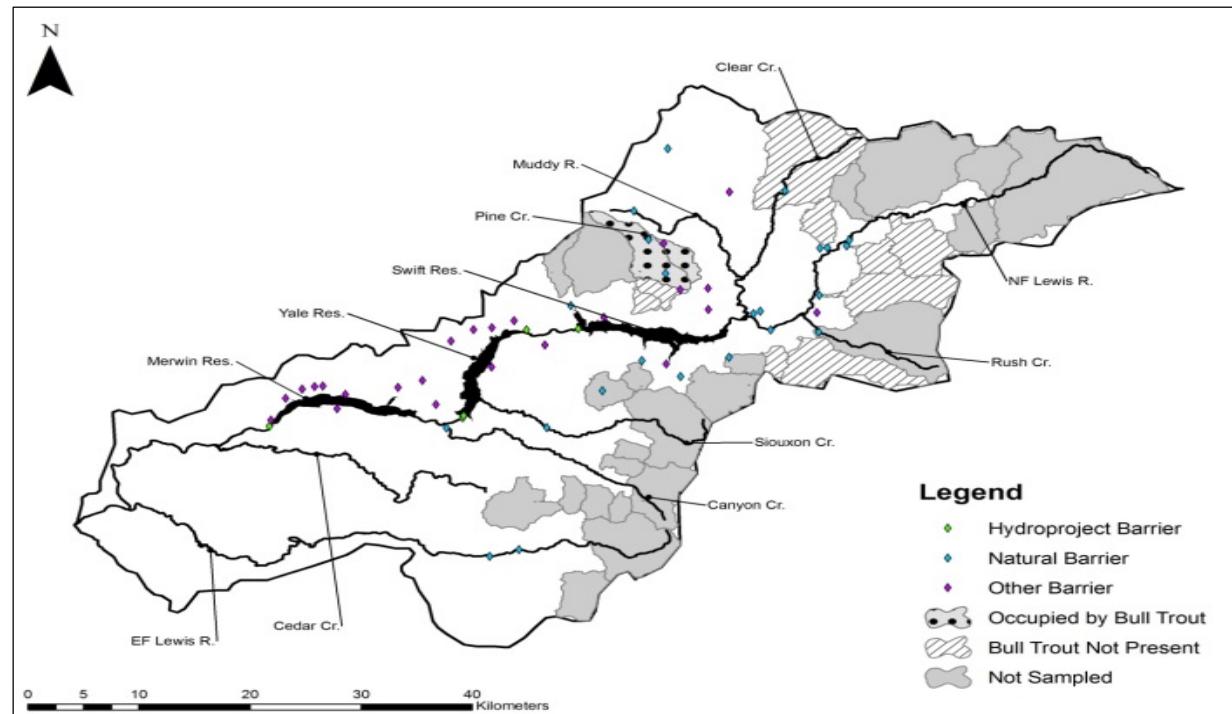 N
Clear Cr.
Muddy R.
Pine Cr.
Swift Res.
NF Lewis R.
Yale Res.
Merwin Res.
Rush Cr.
Siouxon Cr.
Canyon Cr.
Cedar Cr.
EF Lewis R.
Legend
Hydroproject Barrier
Natural Barrier
Other Barrier
Occupied by Bull Trout
Bull Trout Not Present
Not Sampled
0 5 10 20 30 40
Kilometers